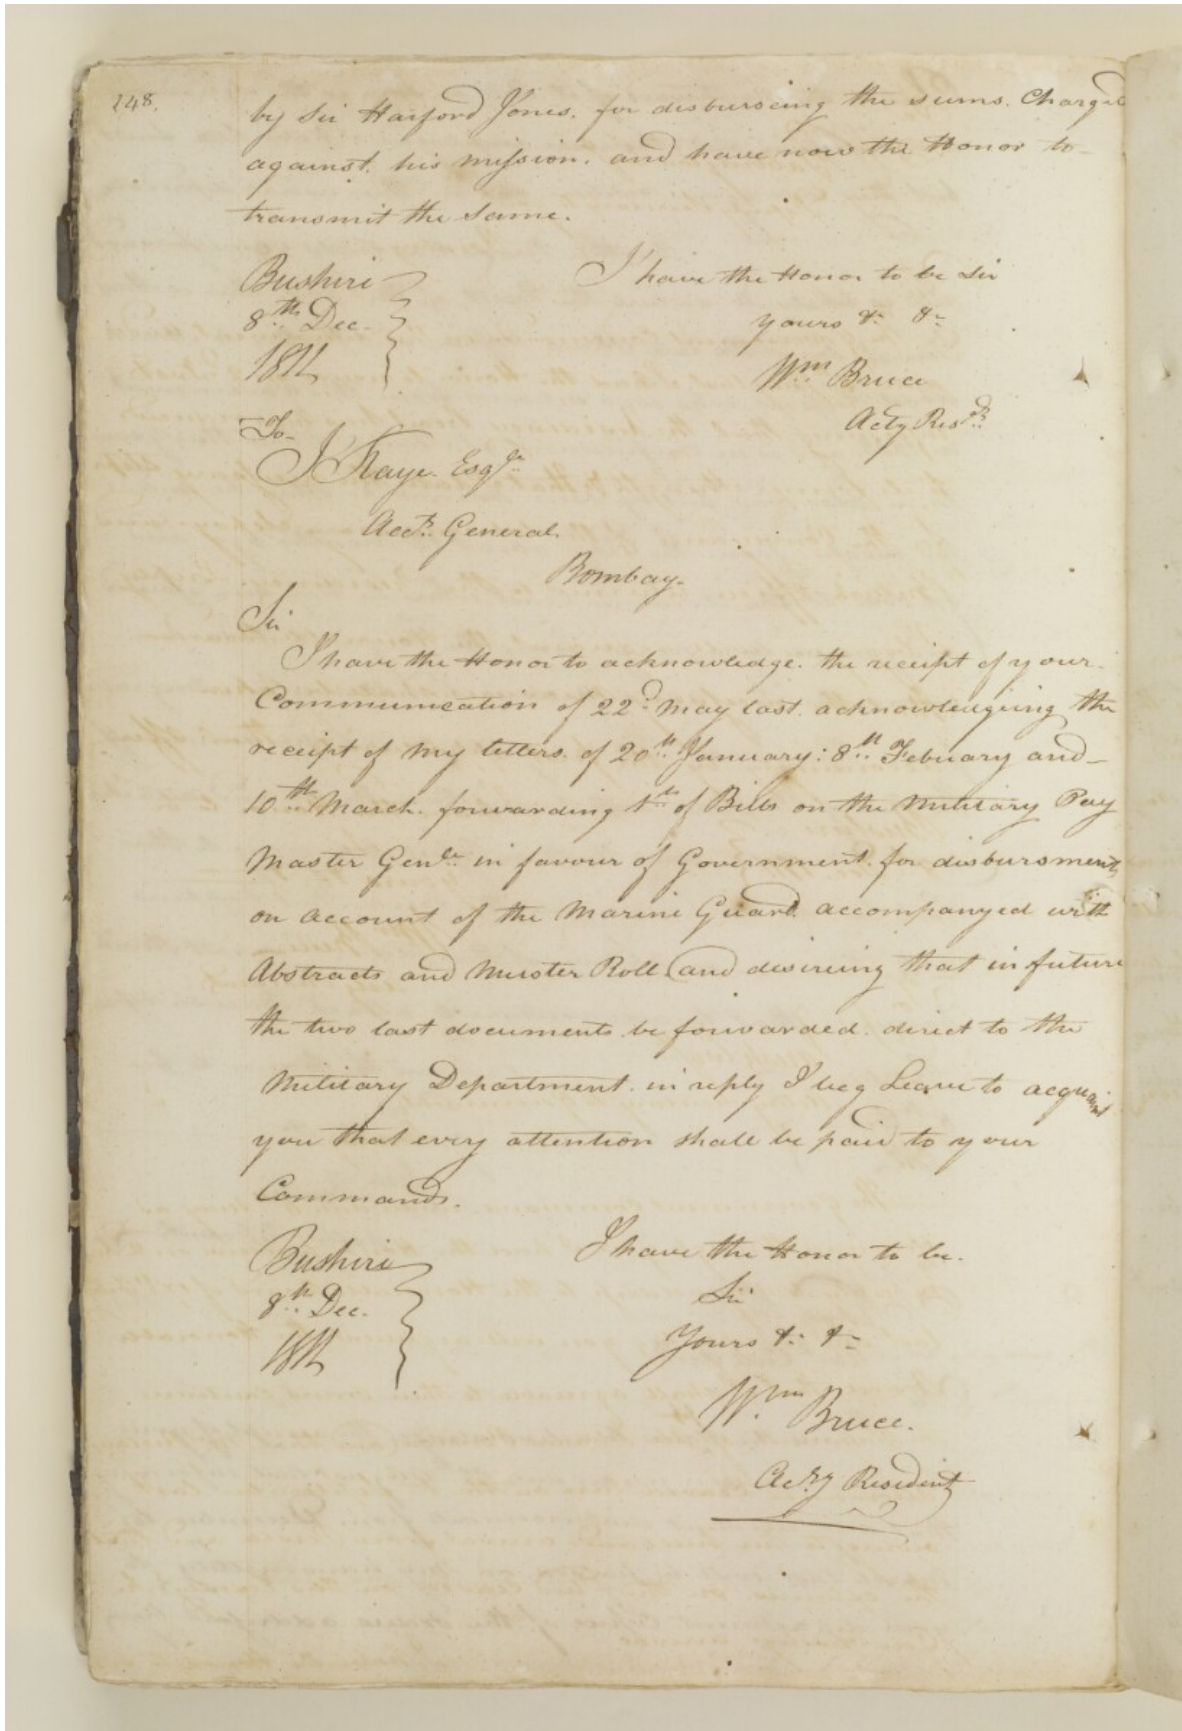 148.
by Sir Harford Jones. for disbursing the sums. Charged
against. his mission. and have now the Honor to
transmit the same.
Bushire I have the Honor to be Sir
8th Dec. yours &c &c
1811 Wm Bruce
Actg Resdt
To
J Kaye. Esqre
Acct General.
Bombay.
Sir
I have the Honor to acknowledge. the receipt of your
Communication of 22d May last. acknowledging the
receipt of my letters. of 20th January: 8th Febuary and
10th March. forwarding 1st of Bills on the Military Pay
Master Genle in favour of Government. for disbursments
on account of the Marine Guard accompanyed with
Abstracts and Muster Roll (and desireing that in future
the two last documents. be forwarded. direct to the
Military Department. in reply I beg Leave to acquaint
you that every attention shall be paid to your
Commands.
Bushire I have the Honor to be.
8th Dec. Sir
1811 Yours &c &c
Wm Bruce.
Actg Resident